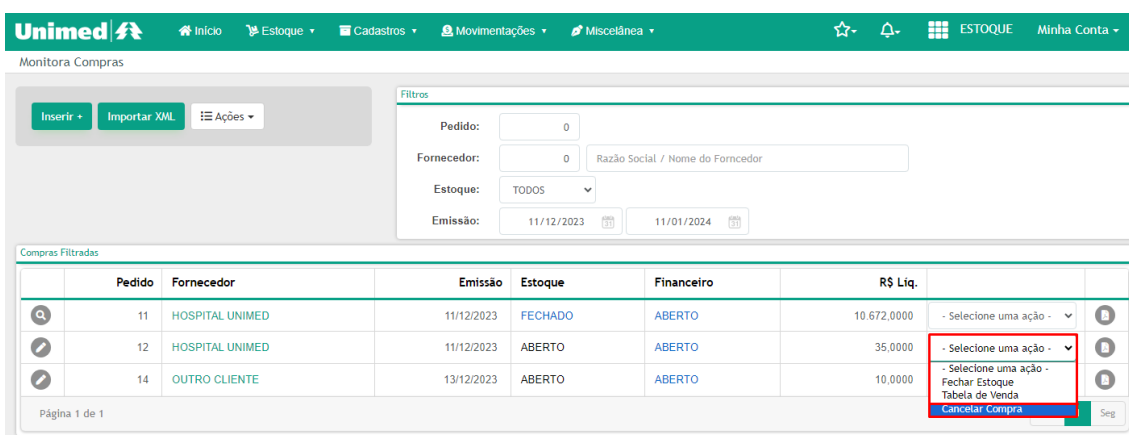 Unimed Início Estoque Cadastros Movimentações Miscelânea ESTOQUE Minha Conta
Monitora Compras
Filtros
Inserir + Importar XML Ações
Pedido: 0
Fornecedor: 0 Razão Social / Nome do Forncedor
Estoque: TODOS
Emissão: 11/12/2023 31 11/01/2024 31
Compras Filtradas
Pedido Fornecedor Emissão Estoque Financeiro R$ Liq.
11 HOSPITAL UNIMED 11/12/2023 FECHADO ABERTO 10.672,0000 - Selecione uma ação -
12 HOSPITAL UNIMED 11/12/2023 ABERTO ABERTO 35,0000 - Selecione uma ação -
14 OUTRO CLIENTE 13/12/2023 ABERTO ABERTO 10,0000
- Selecione uma ação -
Fechar Estoque
Tabela de Venda
Cancelar Compra
Página 1 de 1 Seg